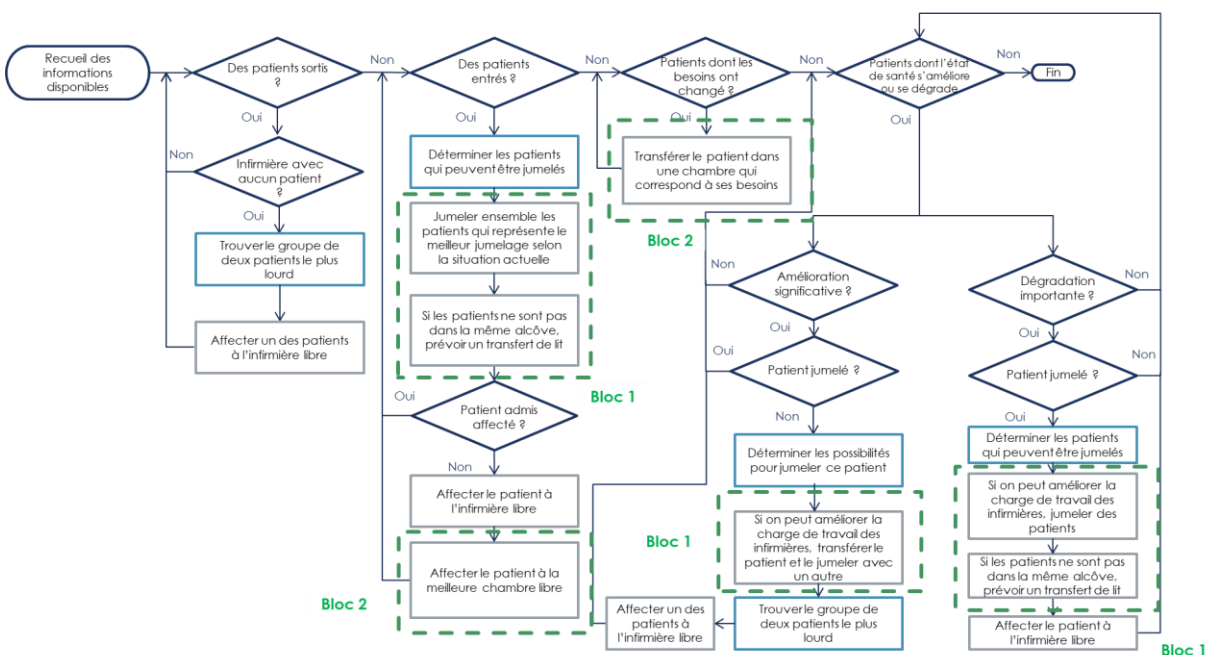 Recueil des
informations
disponibles
Des patients sortis
?
Non
Des patients
entrés ?
Non
Patients dont les
besoins ont
changé ?
Non
Patients dont l'état
de santé s'améliore
ou se dégrade
Non
Fin
Oui
Oui
Oui
Oui
Non
Infirmière avec
aucun patient
?
Oui
Trouver le groupe de
deux patients le plus
lourd
Affecter un des patients
à l'infirmière libre
Déterminer les patients
qui peuvent être jumelés
Jumeler ensemble les
patients qui représente le
meilleur jumelage selon
la situation actuelle
Si les patients ne sont pas
dans la même alcôve,
prévoir un transfert de lit
Bloc 1
Oui
Patient admis
affecté ?
Non
Affecter le patient à
l'infirmière libre
Affecter le patient à la
meilleure chambre libre
Bloc 2
Transférer le patient dans
une chambre qui
correspond à ses besoins
Bloc 2
Non
Amélioration
significative ?
Oui
Oui
Patient jumelé ?
Non
Déterminer les possibilités
pour jumeler ce patient
Bloc 1
Si on peut améliorer la
charge de travail des
infirmières, transférer le
patient et le jumeler avec
un autre
Trouver le groupe de
deux patients le plus
lourd
Affecter un des
patients à
l'infirmière libre
Dégradation
importante ?
Non
Oui
Patient jumelé ?
Non
Oui
Déterminer les patients
qui peuvent être jumelés
Si on peut améliorer la
charge de travail des
infirmières, jumeler des
patients
Si les patients ne sont pas
dans la même alcôve,
prévoir un transfert de lit
Affecter le patient à
l'infirmière libre
Bloc 1